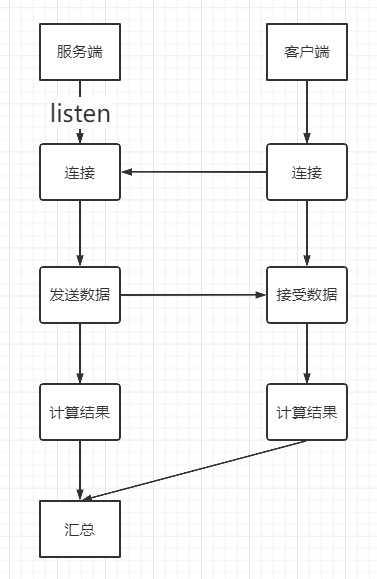 服务端
客户端
listen
连接
连接
发送数据
接受数据
计算结果
计算结果
汇总